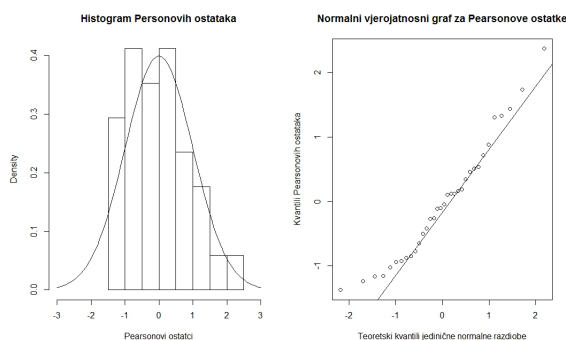 Histogram Personovih ostataka
Density
0.0 0.1 0.2 0.3 0.4
-3 -2 -1 0 1 2 3
Pearsonovi ostatci
Normalni vjerojatnosni graf za Pearsonove ostatke
Kvantili Pearsonovih ostataka
-1 0 1 2
-2 -1 0 1 2
Teoretski kvantili jedinične normalne razdiobe